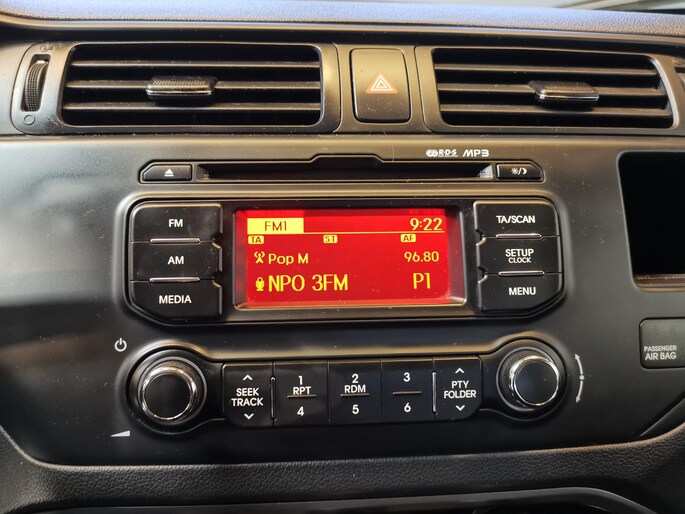 R·D·S MP3
FM
AM
MEDIA
FM1 9:22
TA ST AF
Pop M 96.80
NPO 3FM P1
TA/SCAN
SETUP
CLOCK
MENU
SEEK
TRACK
1
RPT
4
2
RDM
5
3
6
PTY
FOLDER
PASSENGER
AIR BAG